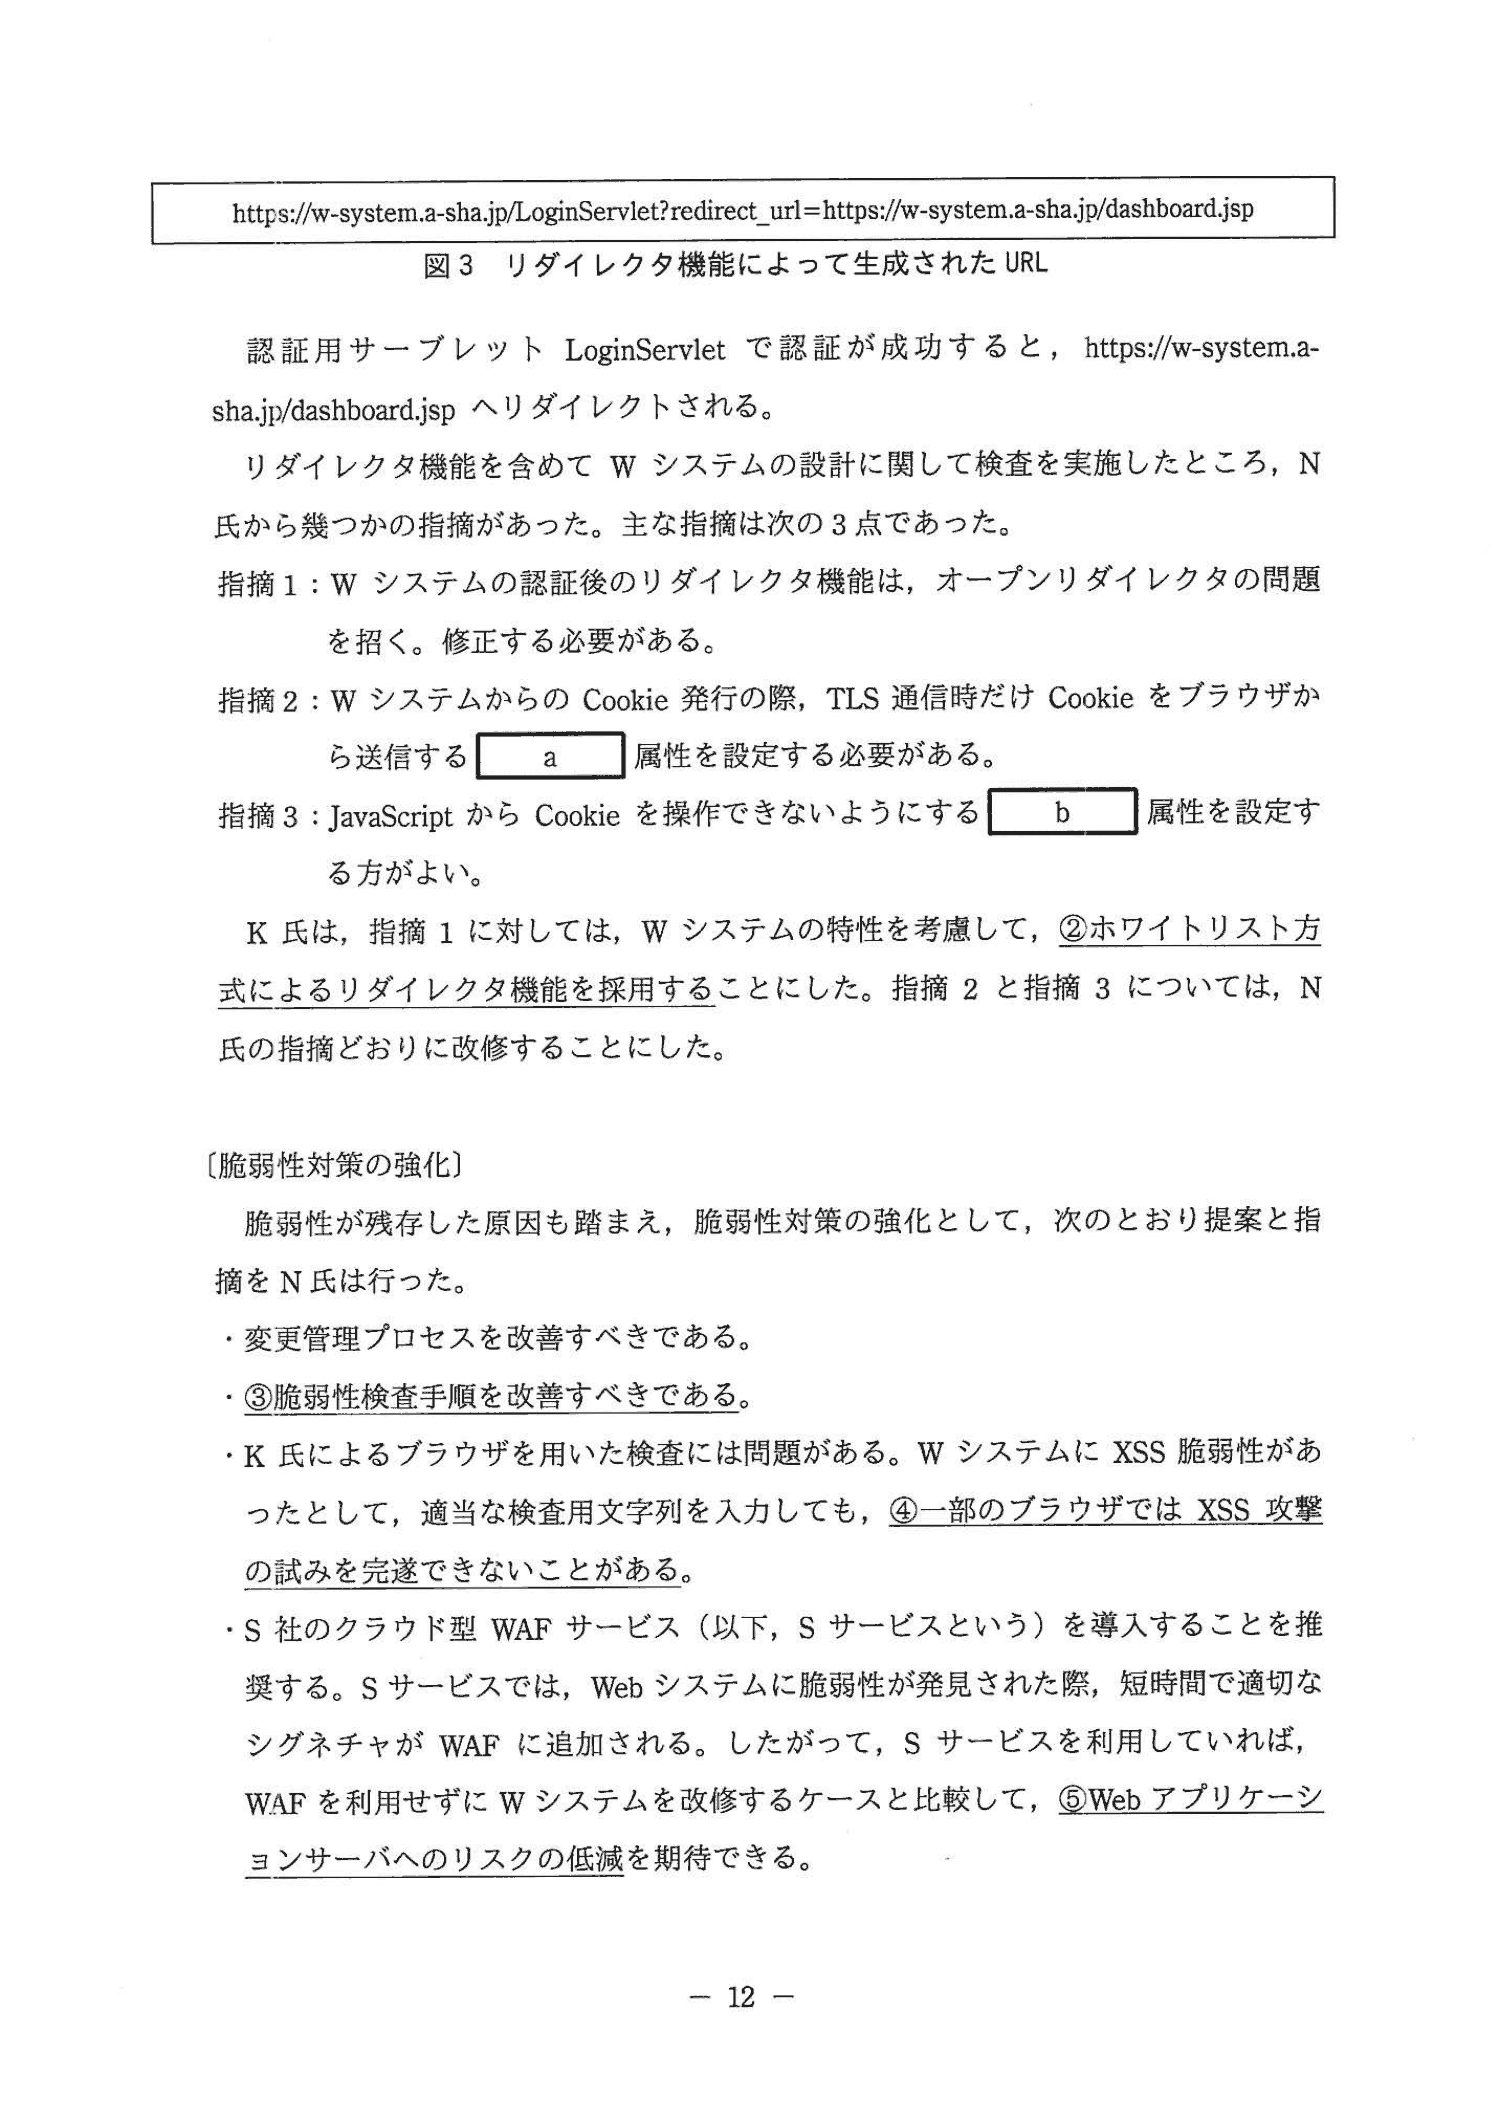 https://w-system.a-sha.jp/LoginServlet?redirect_url=https://w-system.a-sha.jp/dashboard.jsp
図3 リダイレクタ機能によって生成された URL
認証用サーブレット LoginServlet で認証が成功すると，https://w-system.a-
sha.jp/dashboard.jsp へリダイレクトされる。
リダイレクタ機能を含めて W システムの設計に関して検査を実施したところ，N
氏から幾つかの指摘があった。主な指摘は次の 3 点であった。
指摘 1：W システムの認証後のリダイレクタ機能は，オープンリダイレクタの問題
を招く。修正する必要がある。
指摘 2：W システムからの Cookie 発行の際，TLS 通信時だけ Cookie をブラウザか
ら送信する a 属性を設定する必要がある。
指摘 3：JavaScript から Cookie を操作できないようにする b 属性を設定す
る方がよい。
K 氏は，指摘 1 に対しては，W システムの特性を考慮して，②ホワイトリスト方
式によるリダイレクタ機能を採用することにした。指摘 2 と指摘 3 については，N
氏の指摘どおりに改修することにした。
〔脆弱性対策の強化〕
脆弱性が残存した原因も踏まえ，脆弱性対策の強化として，次のとおり提案と指
摘を N 氏は行った。
・変更管理プロセスを改善すべきである。
・③脆弱性検査手順を改善すべきである。
・K 氏によるブラウザを用いた検査には問題がある。W システムに XSS 脆弱性があ
ったとして，適当な検査用文字列を入力しても，④一部のブラウザでは XSS 攻撃
の試みを完遂できないことがある。
・S 社のクラウド型 WAF サービス（以下，S サービスという）を導入することを推
奨する。S サービスでは，Web システムに脆弱性が発見された際，短時間で適切な
シグネチャが WAF に追加される。したがって，S サービスを利用していれば，
WAF を利用せずに W システムを改修するケースと比較して，⑤Web アプリケーシ
ョンサーバへのリスクの低減を期待できる。
－ 12 －